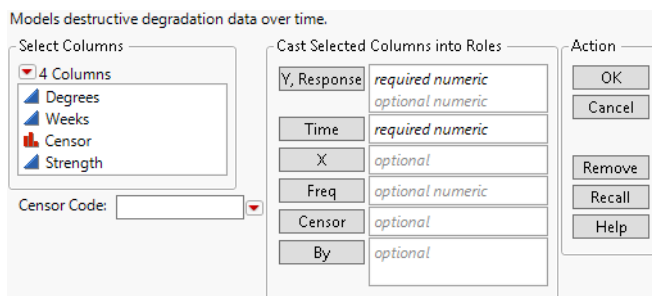 Models destructive degradation data over time.
Select Columns
4 Columns
Degrees
Weeks
Censor
Strength
Censor Code:
Cast Selected Columns into Roles
Y, Response required numeric
optional numeric
Time required numeric
X optional
Freq optional numeric
Censor optional
By optional
Action
OK
Cancel
Remove
Recall
Help